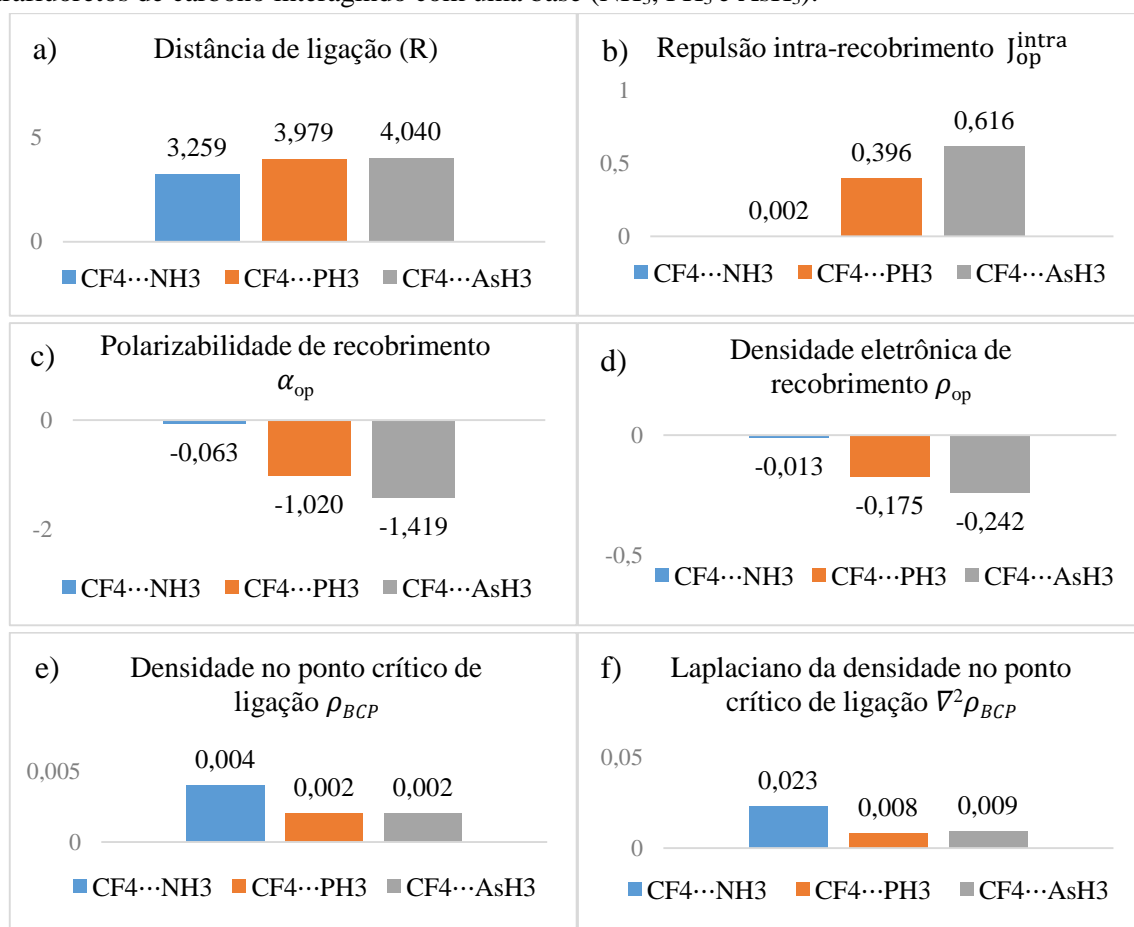 tetrafluoretos de carbono interagindo com uma base (NH₃, PH₃ e AsH₃).
a) Distância de ligação (R)
5
3,259 3,979 4,040
0
CF4···NH3 CF4···PH3 CF4···AsH3
b) Repulsão intra-recobrimento J_op^intra
1
0,616
0,396
0,5
0,002
0
CF4···NH3 CF4···PH3 CF4···AsH3
c) Polarizabilidade de recobrimento
α_op
0
-0,063
-1,020
-1,419
-2
CF4···NH3 CF4···PH3 CF4···AsH3
d) Densidade eletrônica de
recobrimento ρ_op
0
-0,013
-0,175
-0,242
-0,5
CF4···NH3 CF4···PH3 CF4···AsH3
e) Densidade no ponto crítico de
ligação ρ_BCP
0,005
0,004 0,002 0,002
0
CF4···NH3 CF4···PH3 CF4···AsH3
f) Laplaciano da densidade no ponto
crítico de ligação ∇²ρ_BCP
0,05
0,023 0,008 0,009
0
CF4···NH3 CF4···PH3 CF4···AsH3